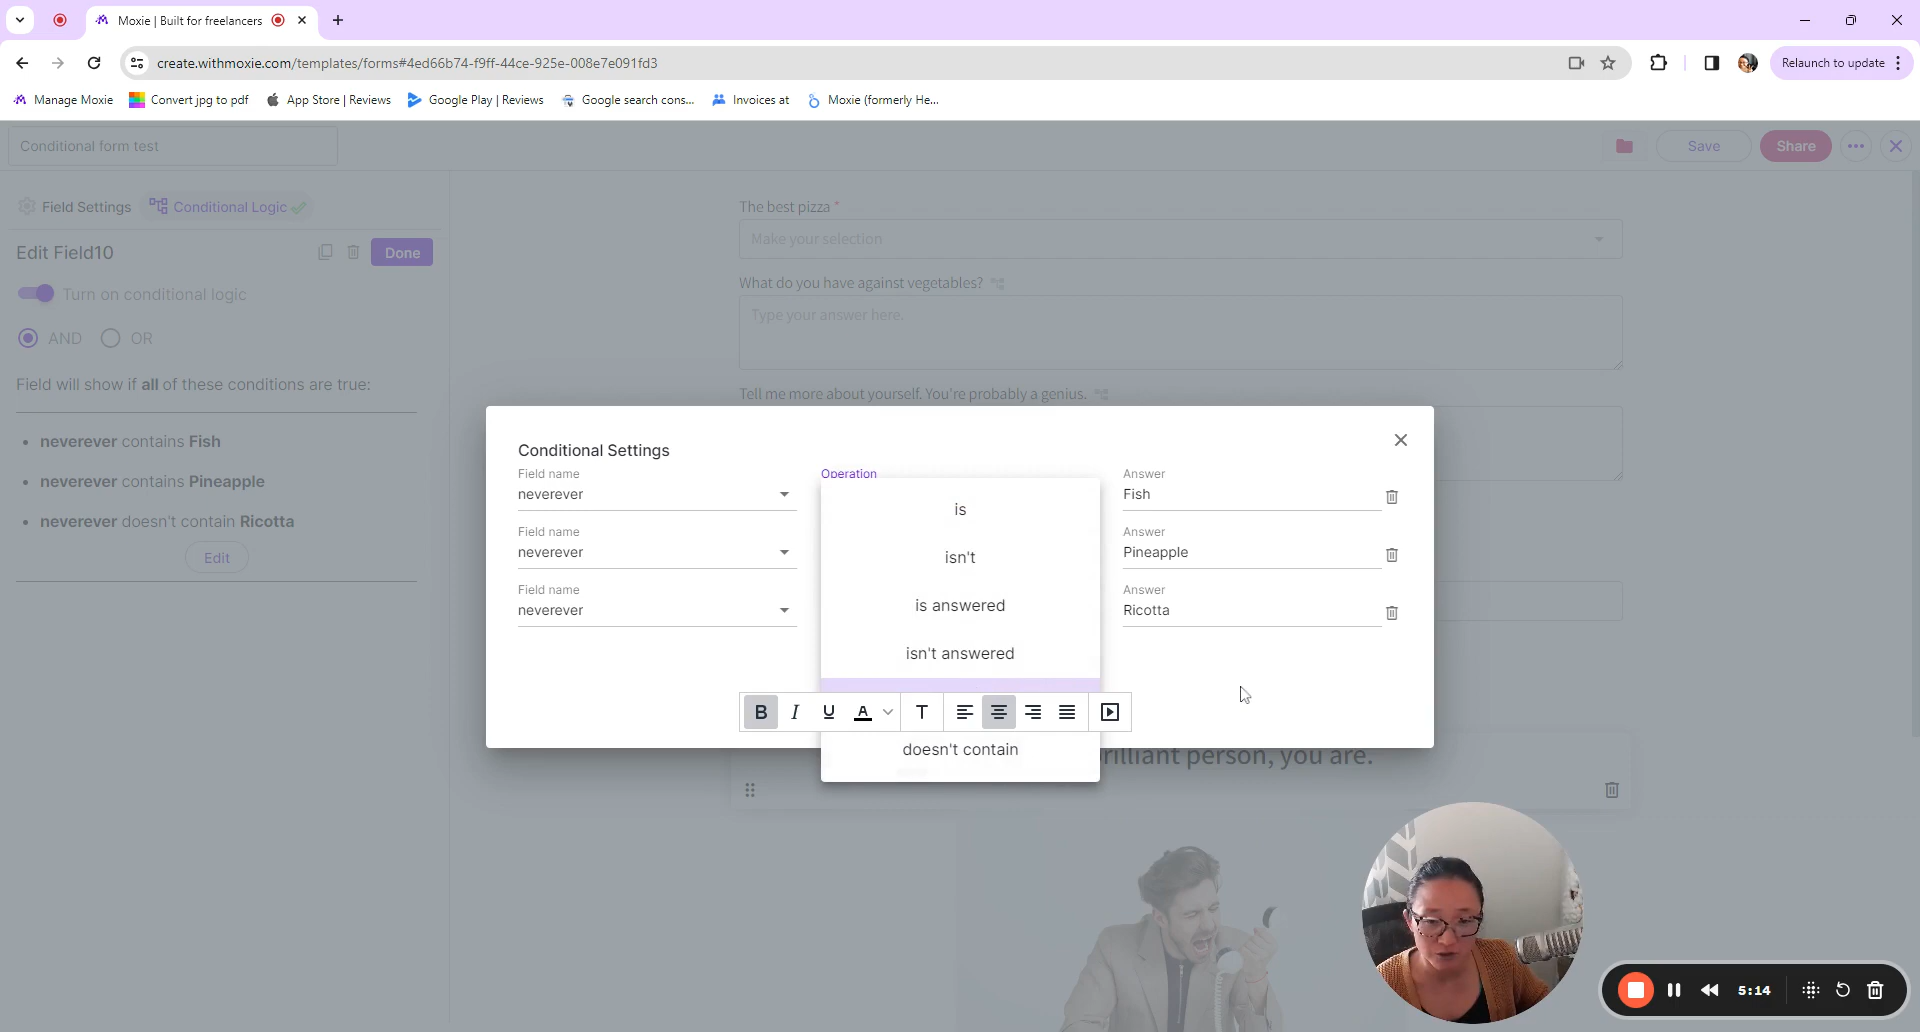 Moxie | Built for freelancers
create.withmoxie.com/templates/forms#4ed66b74-f9ff-44ce-925e-008e7e091fd3
Relaunch to update
Manage Moxie
Convert jpg to pdf
App Store | Reviews
Google Play | Reviews
Google search cons...
Invoices at
Moxie (formerly He...
Conditional form test
Save
Share
Field Settings
Conditional Logic
Edit Field10
Done
Turn on conditional logic
AND
OR
Field will show if all of these conditions are true:
• neverever contains Fish
• neverever contains Pineapple
• neverever doesn't contain Ricotta
Edit
The best pizza *
Make your selection
What do you have against vegetables?
Type your answer here.
Tell me more about yourself. You're probably a genius.
Conditional Settings
Field name
Operation
Answer
neverever
Fish
Field name
Answer
neverever
Pineapple
Field name
Answer
neverever
Ricotta
is
isn't
is answered
isn't answered
B I U A T
doesn't contain
rilliant person, you are.
5:14